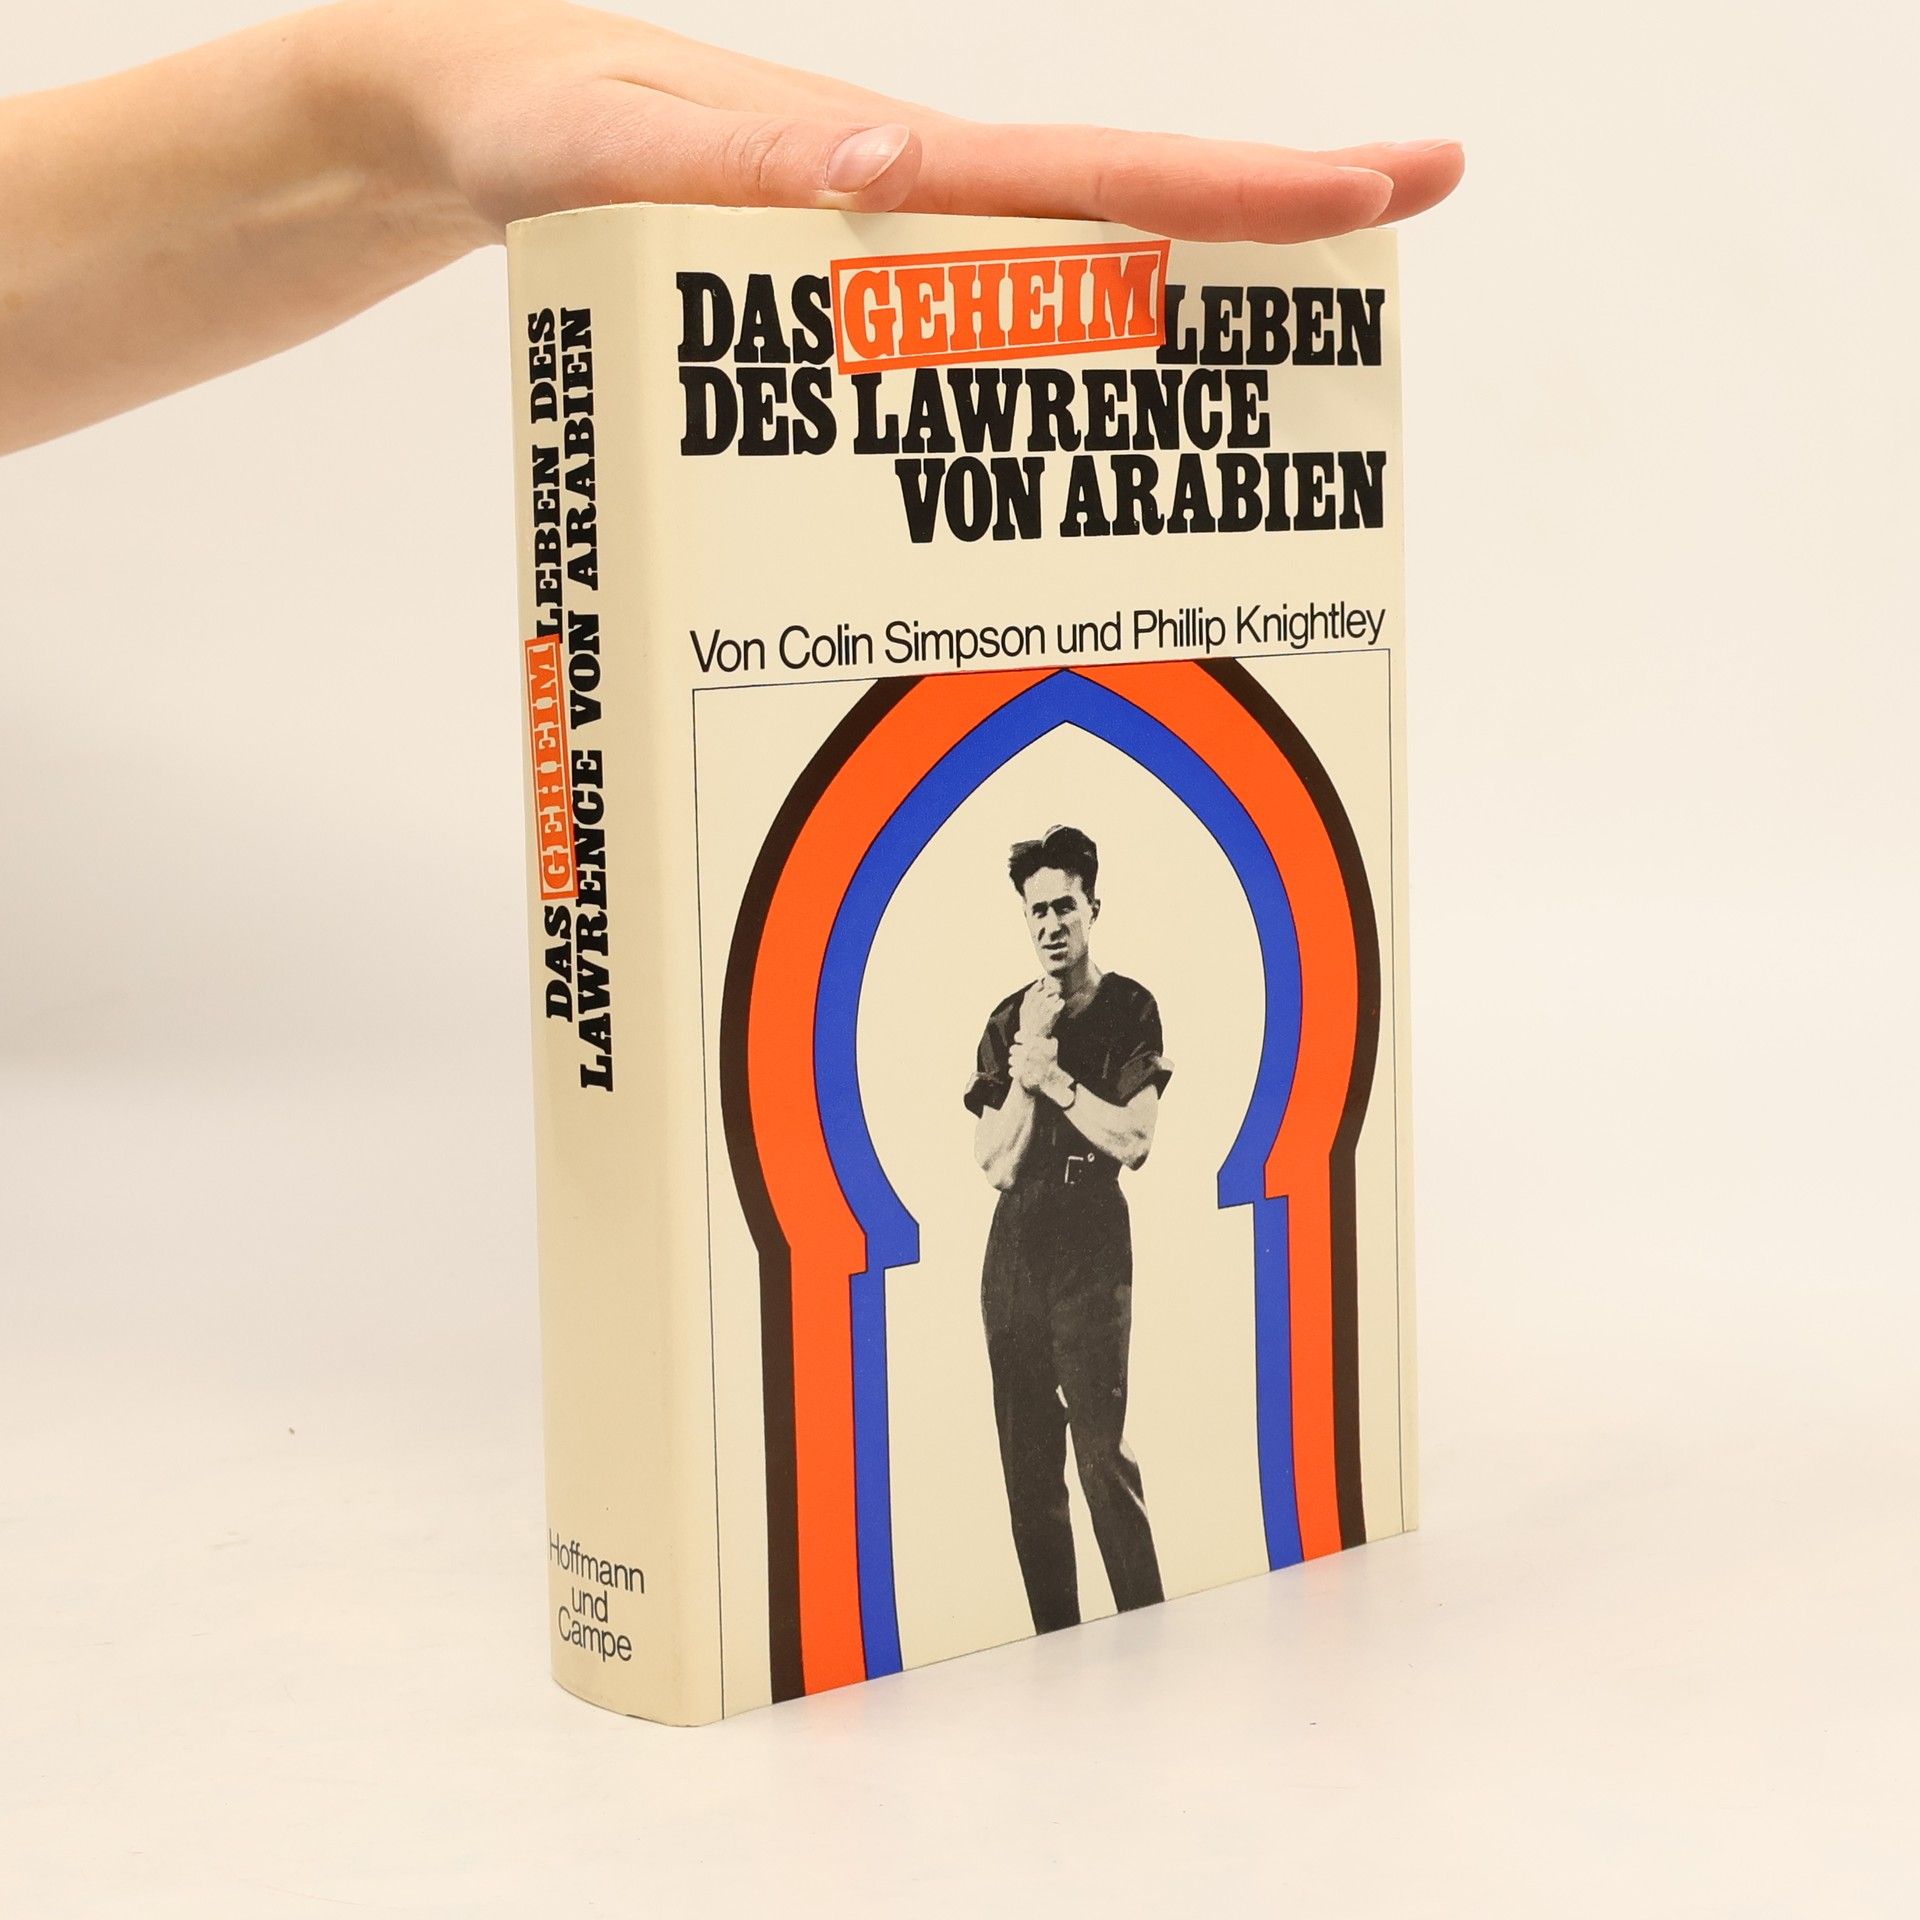 DAS GEHEIM LEBEN
DES LAWRENCE
VON ARABIEN
Von Colin Simpson und Phillip Knightley
DAS GEHEIM LEBEN DES
LAWRENCE VON ARABIEN
Hoffmann
und
Campe